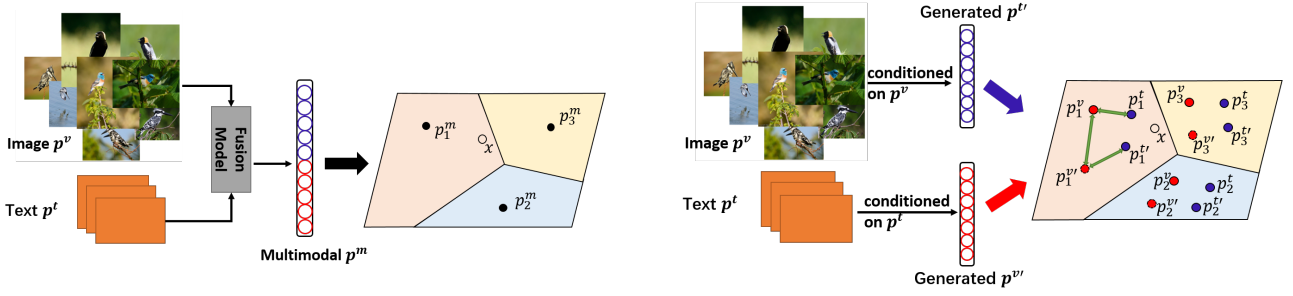 Image p^v
Text p^t
Fusion Model
Multimodal p^m
p_1^m
p_3^m
x
p_2^m
Image p^v
Text p^t
conditioned
on p^v
conditioned
on p^t
Generated p^t′
Generated p^v′
p_1^v
p_1^t
p_1^t′
p_1^v′
x
p_3^v
p_3^t
p_3^v′
p_3^t′
p_2^v
p_2^t
p_2^v′
p_2^t′